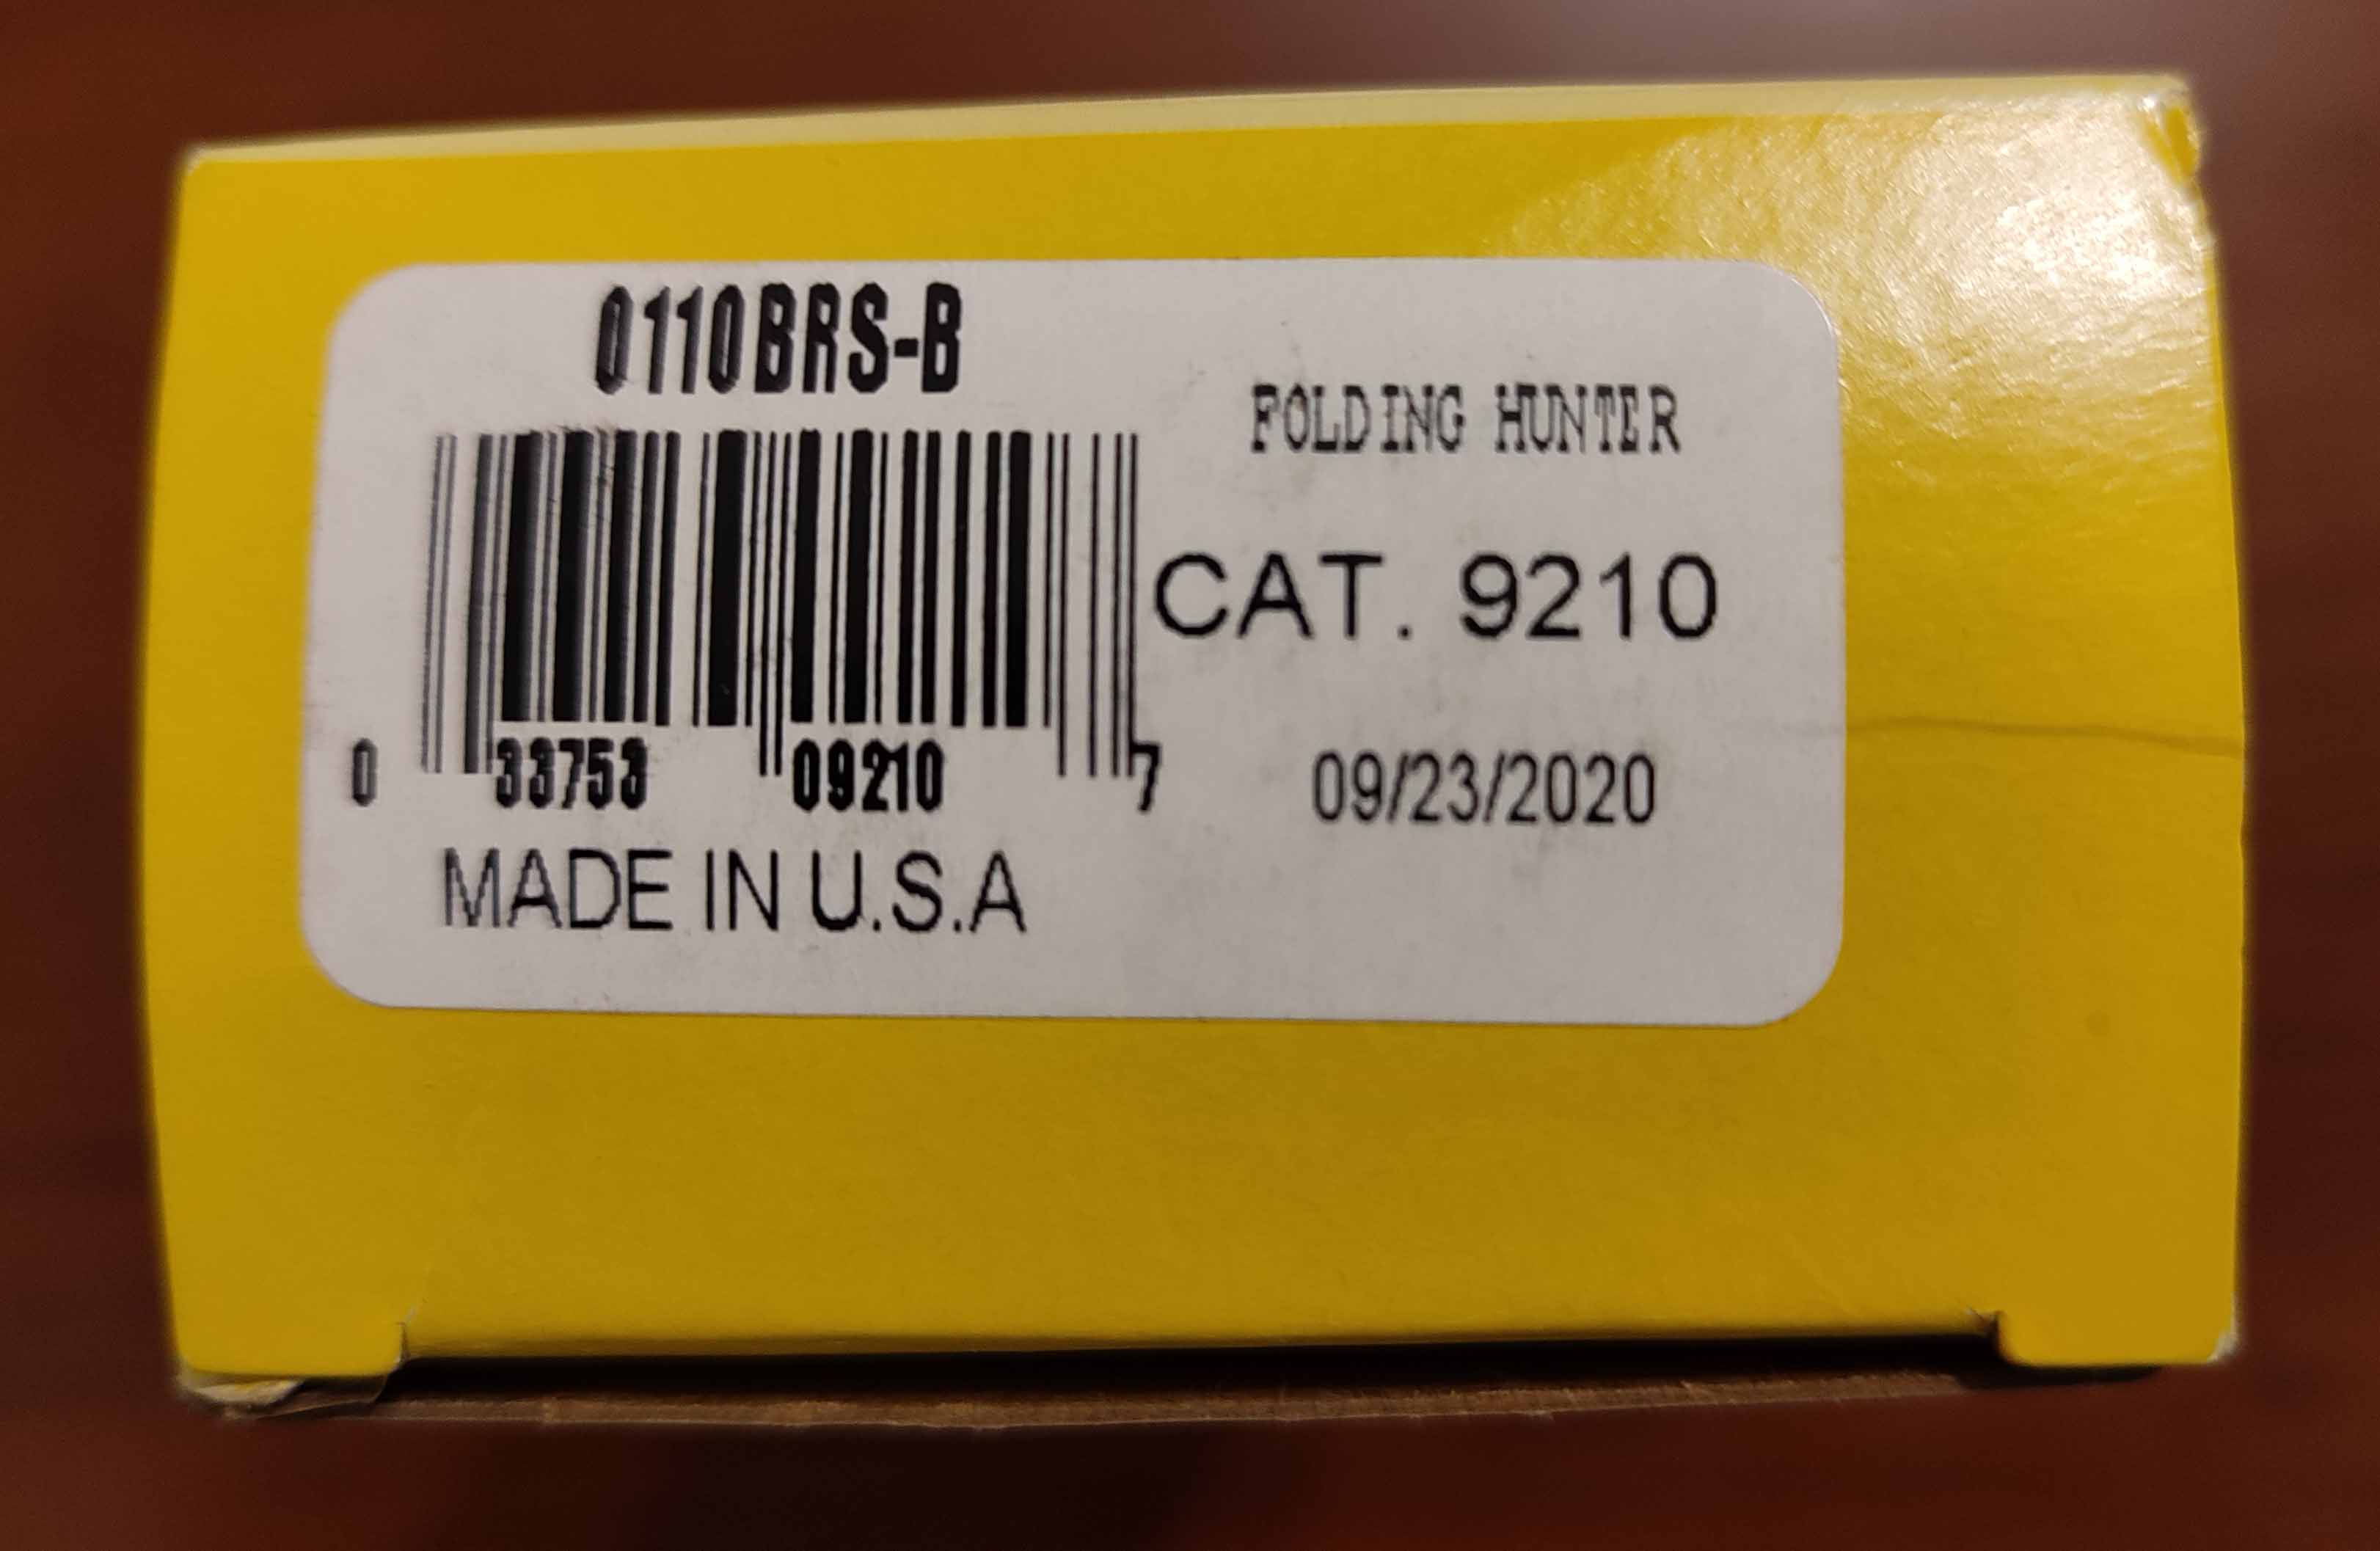 0110BRS-B
FOLDING HUNTER
CAT. 9210
0 33753 09210 7
09/23/2020
MADE IN U.S.A